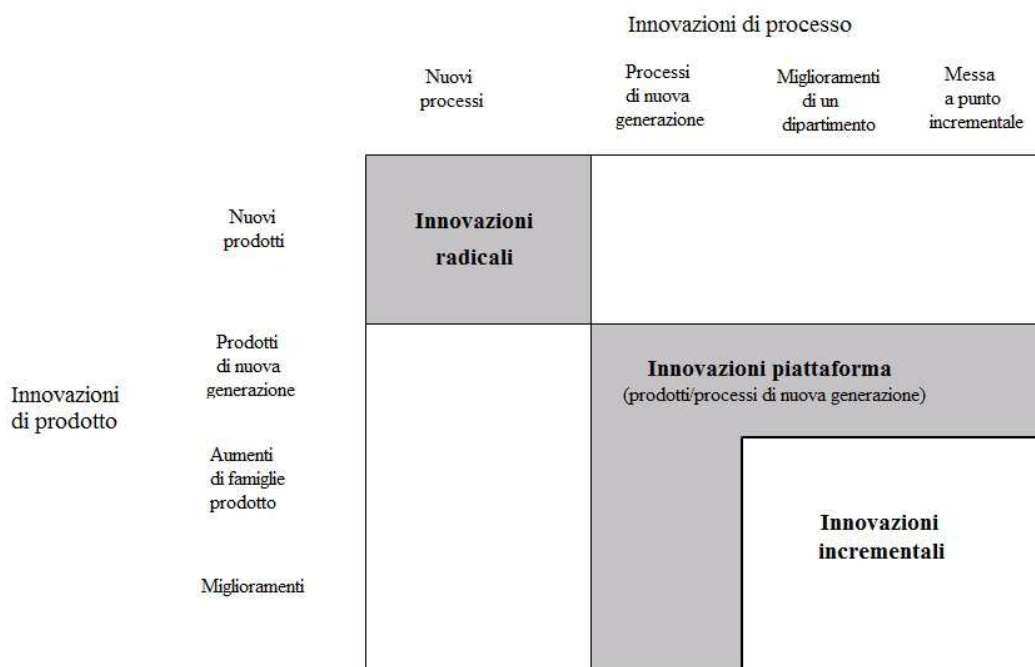 Innovazioni di processo
Nuovi
processi
Processi
di nuova
generazione
Miglioramenti
di un
dipartimento
Messa
a punto
incrementale
Nuovi
prodotti
Innovazioni
radicali
Prodotti
di nuova
generazione
Innovazioni piattaforma
(prodotti/processi di nuova generazione)
Innovazioni
di prodotto
Aumenti
di famiglie
prodotto
Innovazioni
incrementali
Miglioramenti